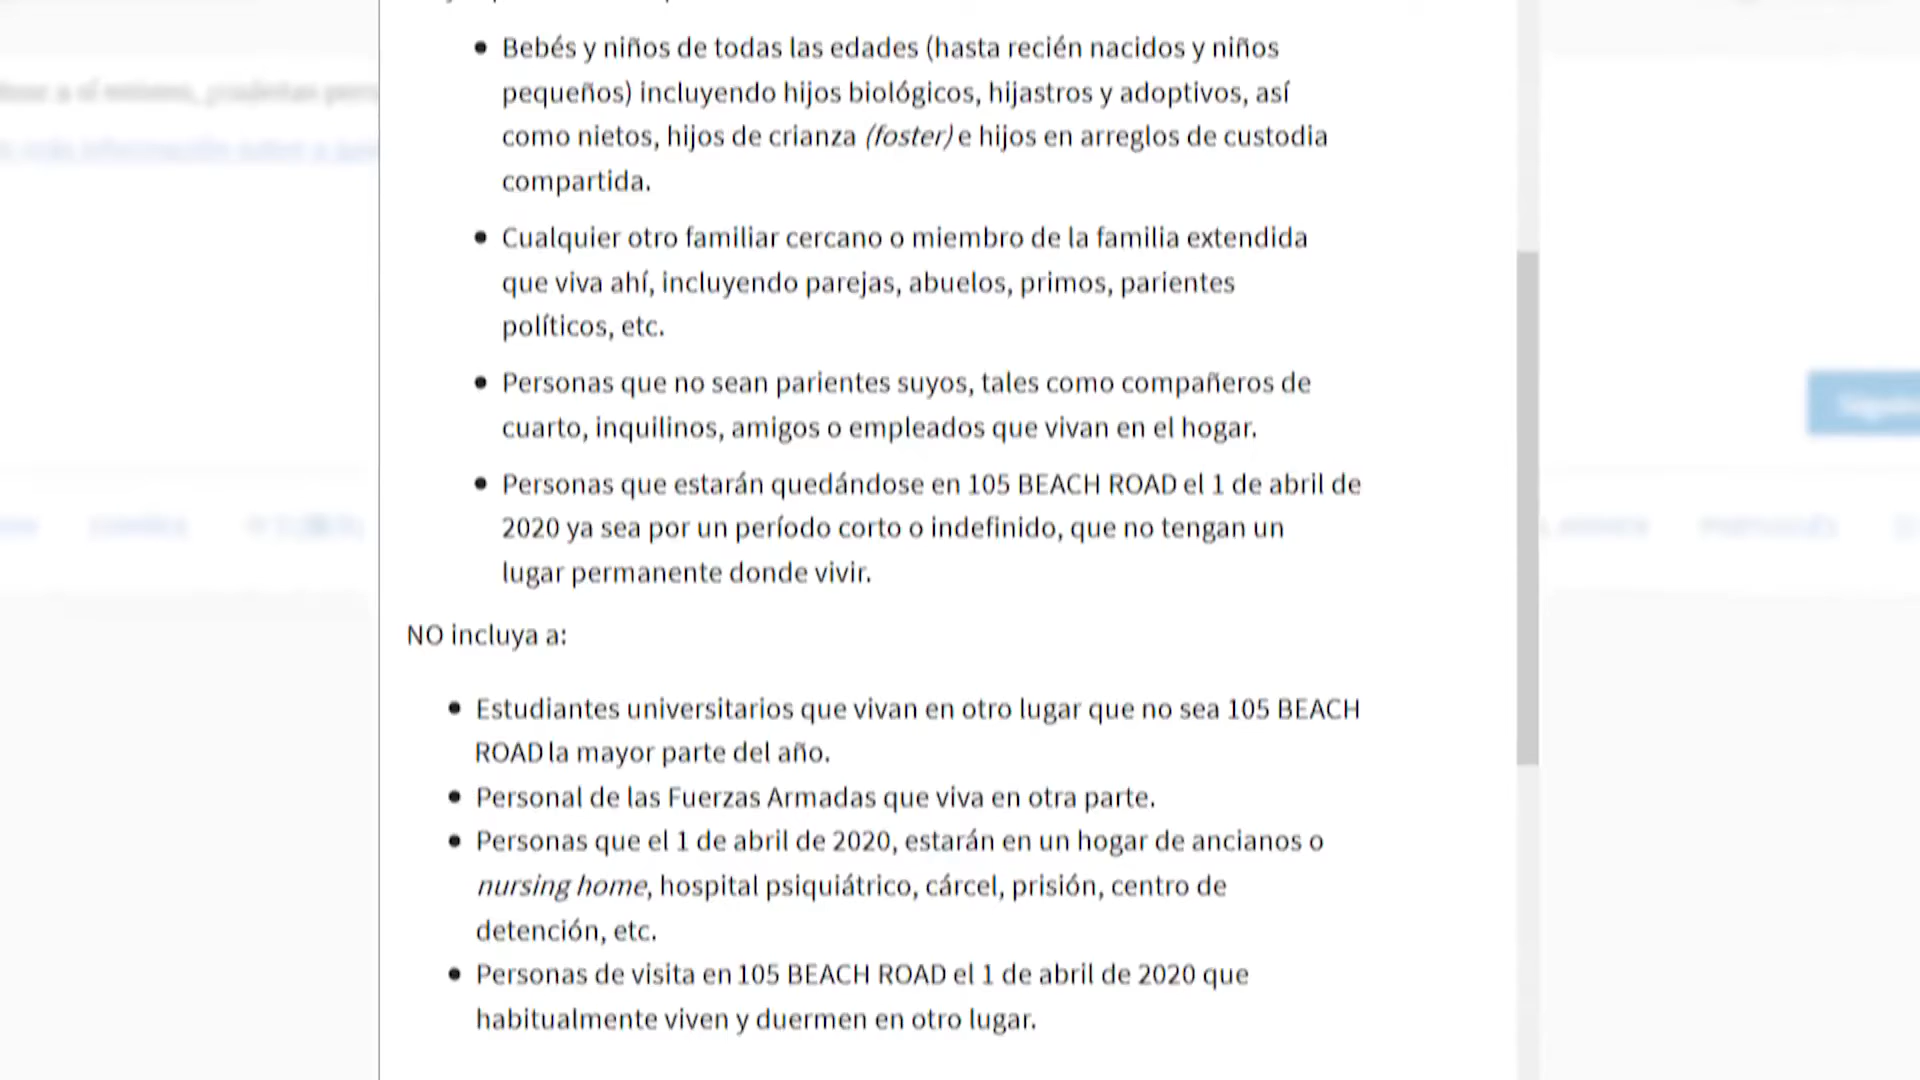 Bebés y niños de todas las edades (hasta recién nacidos y niños
pequeños) incluyendo hijos biológicos, hijastros y adoptivos, así
como nietos, hijos de crianza (foster) e hijos en arreglos de custodia
compartida.
Cualquier otro familiar cercano o miembro de la familia extendida
que viva ahí, incluyendo parejas, abuelos, primos, parientes
políticos, etc.
Personas que no sean parientes suyos, tales como compañeros de
cuarto, inquilinos, amigos o empleados que vivan en el hogar.
Personas que estarán quedándose en 105 BEACH ROAD el 1 de abril de
2020 ya sea por un período corto o indefinido, que no tengan un
lugar permanente donde vivir.
NO incluya a:
Estudiantes universitarios que vivan en otro lugar que no sea 105 BEACH
ROAD la mayor parte del año.
Personal de las Fuerzas Armadas que viva en otra parte.
Personas que el 1 de abril de 2020, estarán en un hogar de ancianos o
nursing home, hospital psiquiátrico, cárcel, prisión, centro de
detención, etc.
Personas de visita en 105 BEACH ROAD el 1 de abril de 2020 que
habitualmente viven y duermen en otro lugar.